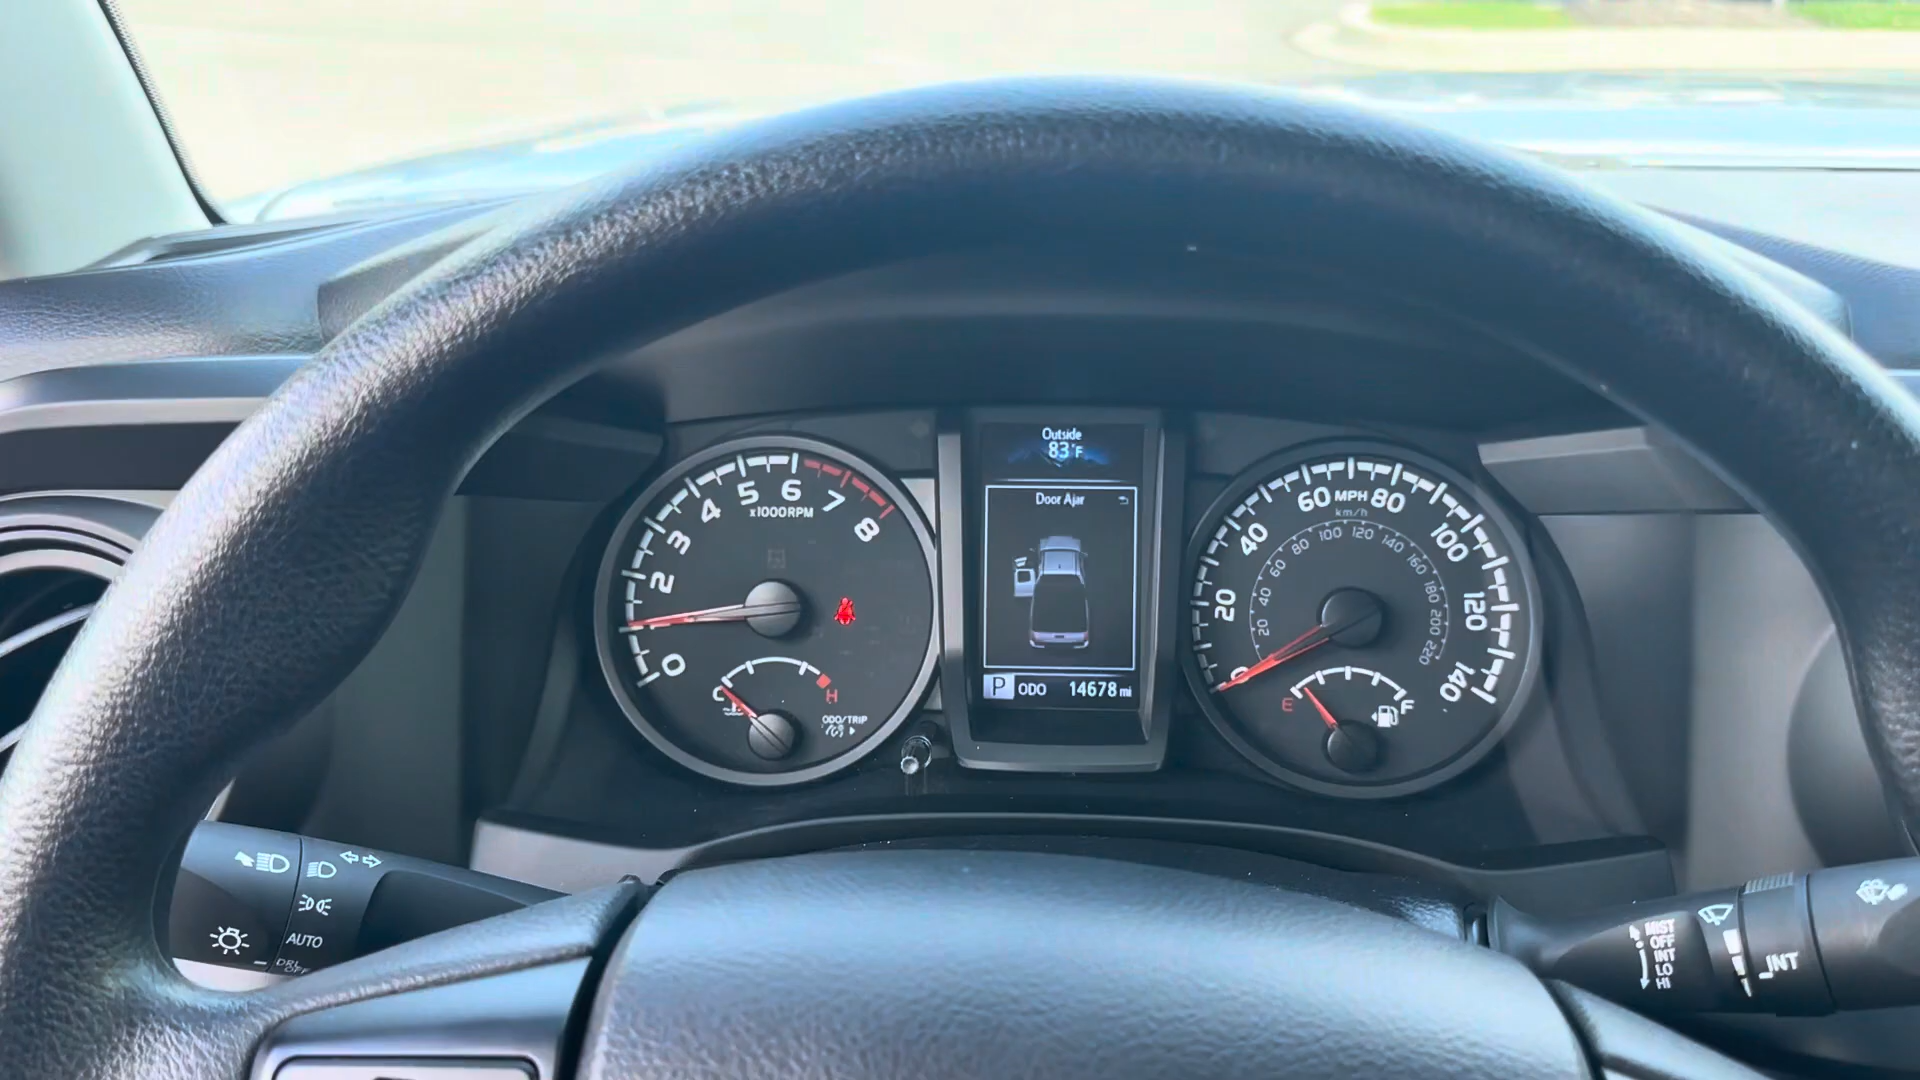 Outside
83°F
Door Ajar
P ODO 14678 mi
0 2 3 4 5 6 7 8
x1000RPM
C H
ODO/TRIP
0 20 40 60 MPH 80 100 120 140
km/h
20 40 60 80 100 120 140 160 180 200 220
E F
AUTO
DRL
OFF
MIST
OFF
INT
LO
HI
INT